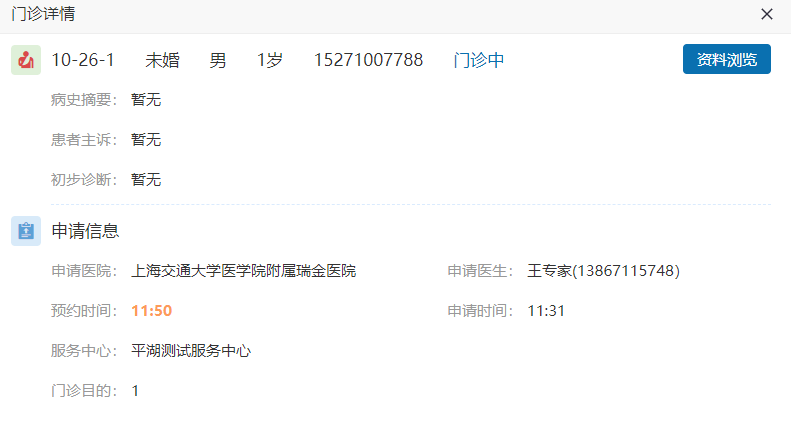 门诊详情
10-26-1 未婚 男 1岁 15271007788 门诊中 资料浏览
病史摘要: 暂无
患者主诉: 暂无
初步诊断: 暂无
申请信息
申请医院: 上海交通大学医学院附属瑞金医院 申请医生: 王专家(13867115748)
预约时间: 11:50 申请时间: 11:31
服务中心: 平湖测试服务中心
门诊目的: 1